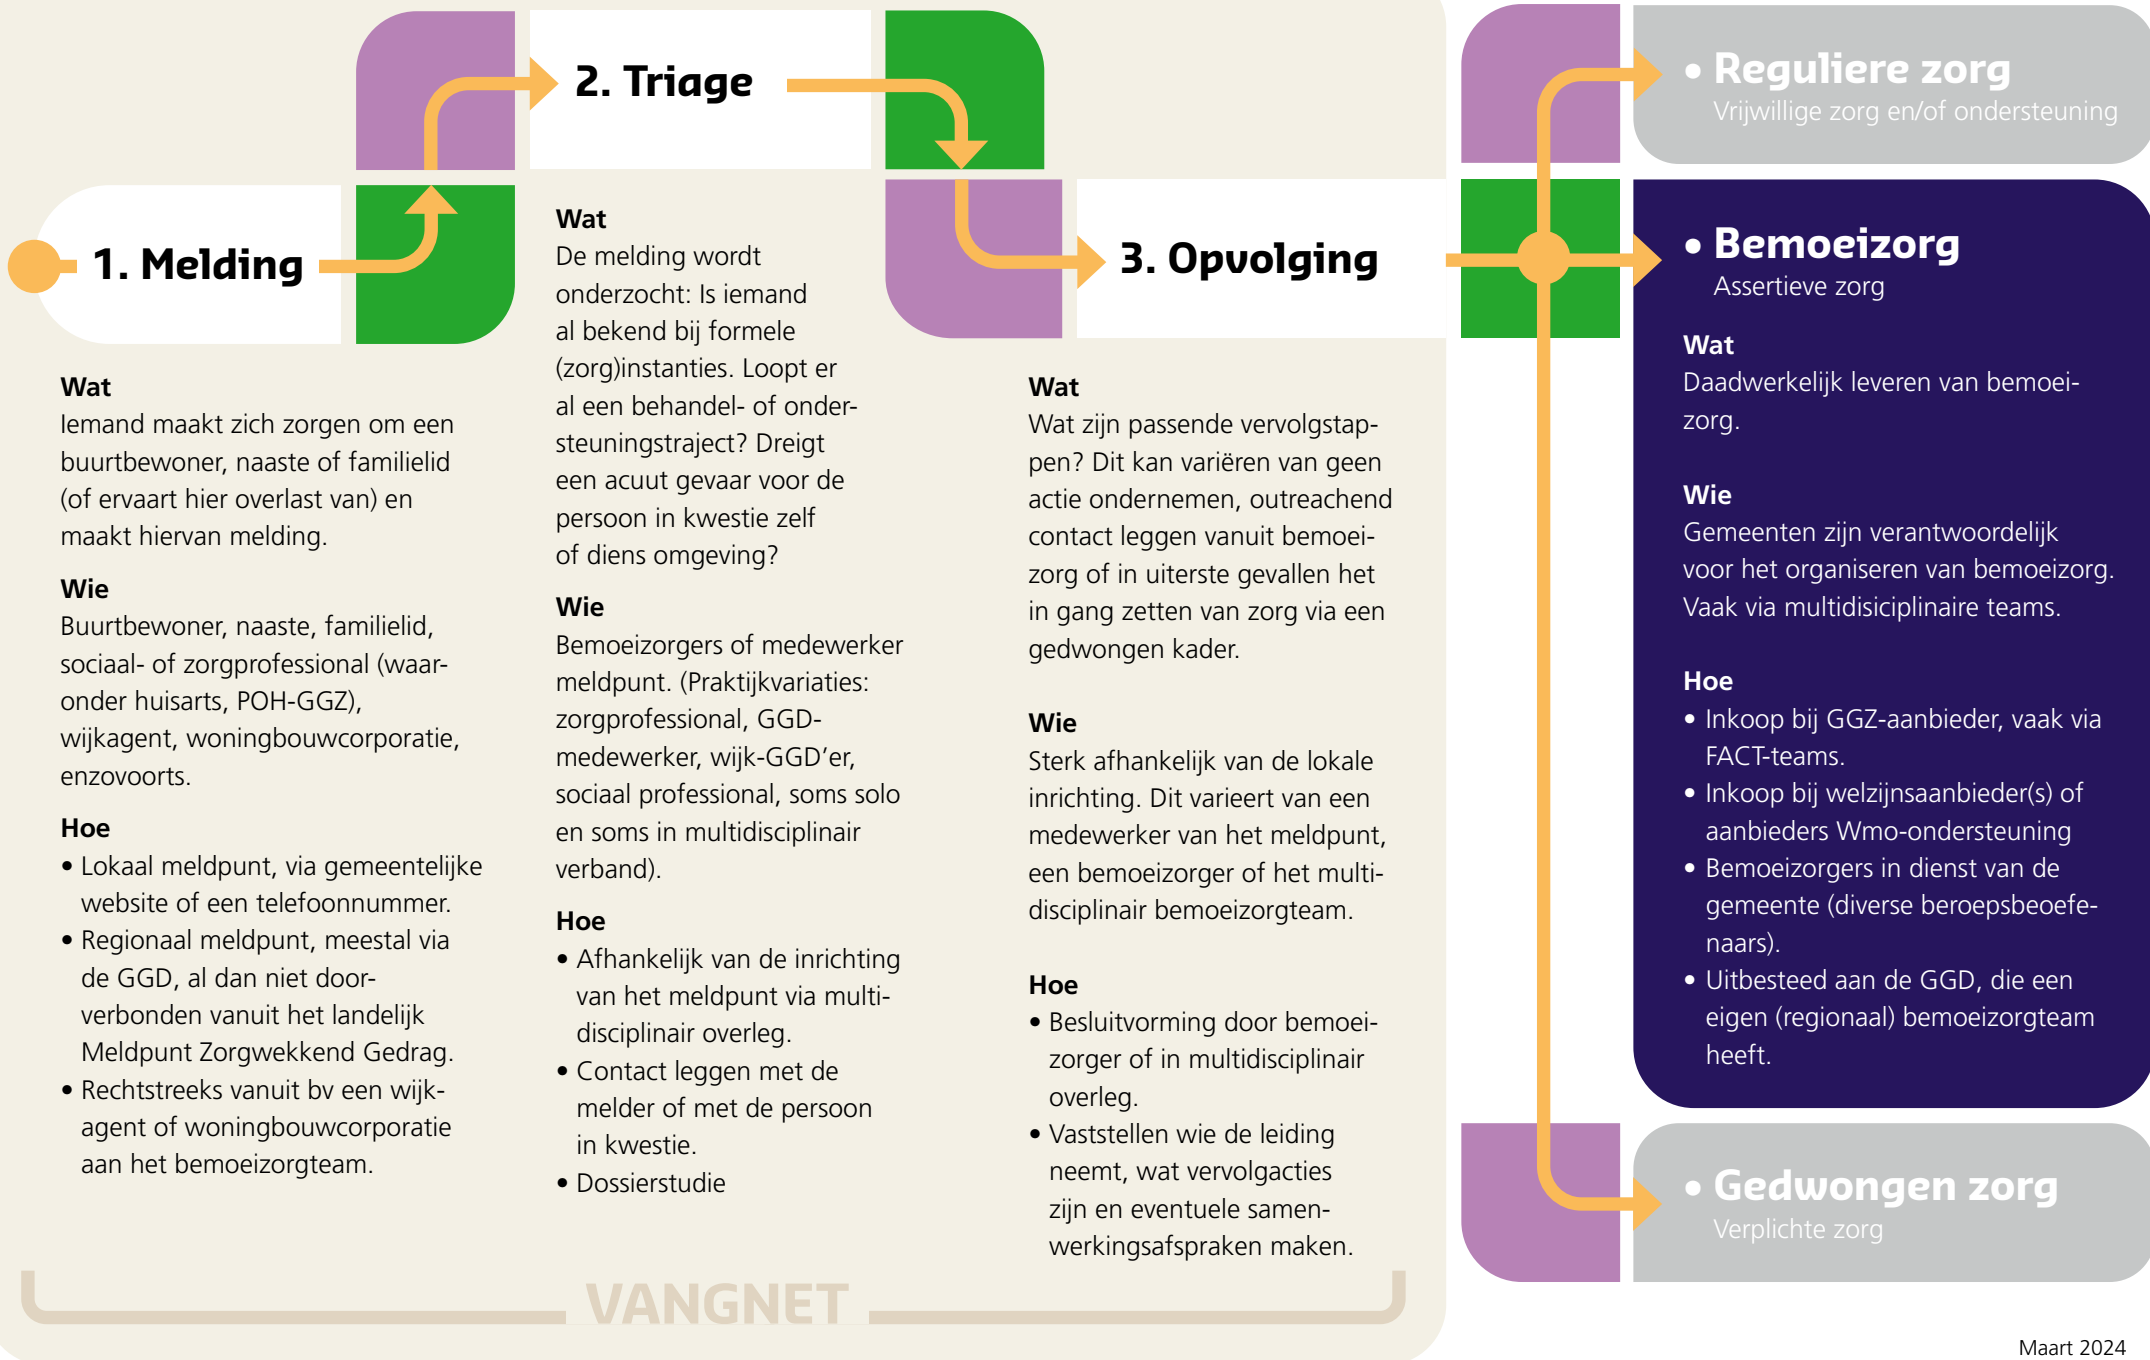 1. Melding
Wat
Iemand maakt zich zorgen om een
buurtbewoner, naaste of familielid
(of ervaart hier overlast van) en
maakt hiervan melding.
Wie
Buurtbewoner, naaste, familielid,
sociaal- of zorgprofessional (waar-
onder huisarts, POH-GGZ),
wijkagent, woningbouwcorporatie,
enzovoorts.
Hoe
• Lokaal meldpunt, via gemeentelijke
website of een telefoonnummer.
• Regionaal meldpunt, meestal via
de GGD, al dan niet door-
verbonden vanuit het landelijk
Meldpunt Zorgwekkend Gedrag.
• Rechtstreeks vanuit bv een wijk-
agent of woningbouwcorporatie
aan het bemoeizorgteam.
2. Triage
Wat
De melding wordt
onderzocht: Is iemand
al bekend bij formele
(zorg)instanties. Loopt er
al een behandel- of onder-
steuningstraject? Dreigt
een acuut gevaar voor de
persoon in kwestie zelf
of diens omgeving?
Wie
Bemoeizorgers of medewerker
meldpunt. (Praktijkvariaties:
zorgprofessional, GGD-
medewerker, wijk-GGD’er,
sociaal professional, soms solo
en soms in multidisciplinair
verband).
Hoe
• Afhankelijk van de inrichting
van het meldpunt via multi-
disciplinair overleg.
• Contact leggen met de
melder of met de persoon
in kwestie.
• Dossierstudie
3. Opvolging
Wat
Wat zijn passende vervolgstap-
pen? Dit kan variëren van geen
actie ondernemen, outreachend
contact leggen vanuit bemoei-
zorg of in uiterste gevallen het
in gang zetten van zorg via een
gedwongen kader.
Wie
Sterk afhankelijk van de lokale
inrichting. Dit varieert van een
medewerker van het meldpunt,
een bemoeizorger of het multi-
disciplinair bemoeizorgteam.
Hoe
• Besluitvorming door bemoei-
zorger of in multidisciplinair
overleg.
• Vaststellen wie de leiding
neemt, wat vervolgacties
zijn en eventuele samen-
werkingsafspraken maken.
VANGNET
• Reguliere zorg
Vrijwillige zorg en/of ondersteuning
• Bemoeizorg
Assertieve zorg
Wat
Daadwerkelijk leveren van bemoei-
zorg.
Wie
Gemeenten zijn verantwoordelijk
voor het organiseren van bemoeizorg.
Vaak via multidisiciplinaire teams.
Hoe
• Inkoop bij GGZ-aanbieder, vaak via
FACT-teams.
• Inkoop bij welzijnsaanbieder(s) of
aanbieders Wmo-ondersteuning
• Bemoeizorgers in dienst van de
gemeente (diverse beroepsbeoefe-
naars).
• Uitbesteed aan de GGD, die een
eigen (regionaal) bemoeizorgteam
heeft.
• Gedwongen zorg
Verplichte zorg
Maart 2024